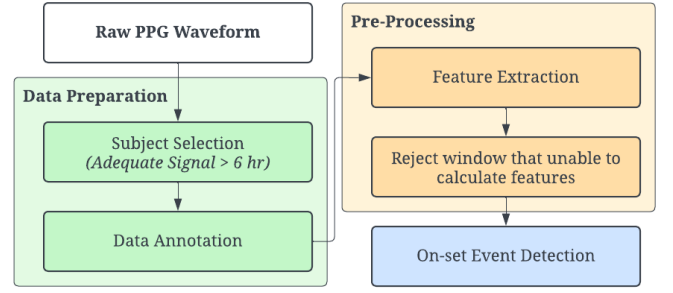 Raw PPG Waveform
Data Preparation
Subject Selection
(Adequate Signal > 6 hr)
Data Annotation
Pre-Processing
Feature Extraction
Reject window that unable to
calculate features
On-set Event Detection